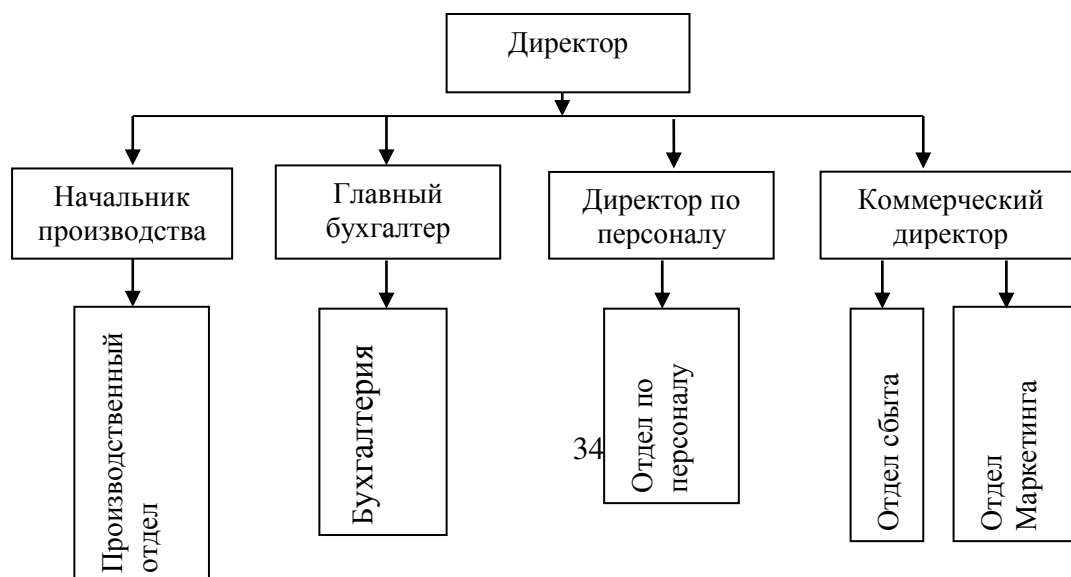 Директор
Начальник
производства
Главный
бухгалтер
Директор по
персоналу
Коммерческий
директор
Производственный
отдел
Бухгалтерия
34
Отдел по
персоналу
Отдел сбыта
Отдел
Маркетинга